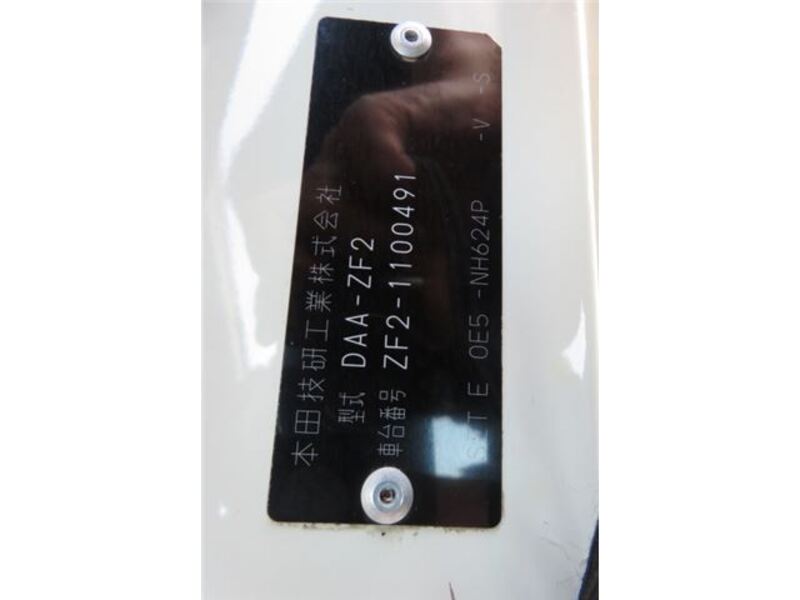 本田技研工業株式会社
型式 DAA-ZF2
車台番号 ZF2-1100491
E 0E5 -NH624P -V -S